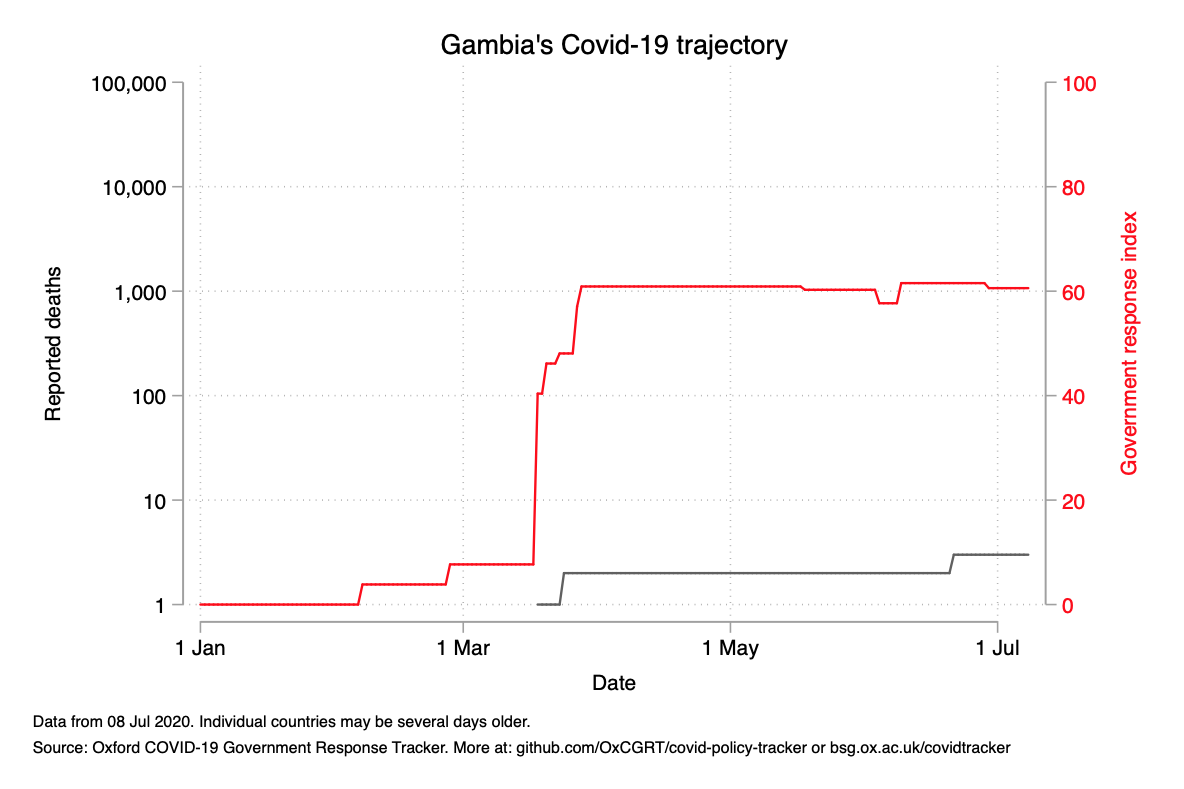 Gambia's Covid-19 trajectory
100,000
10,000
1,000
100
10
1
Reported deaths
100
80
60
40
20
0
Government response index
1 Jan
1 Mar
1 May
1 Jul
Date
Data from 08 Jul 2020. Individual countries may be several days older.
Source: Oxford COVID-19 Government Response Tracker. More at: github.com/OxCGRT/covid-policy-tracker or bsg.ox.ac.uk/covidtracker